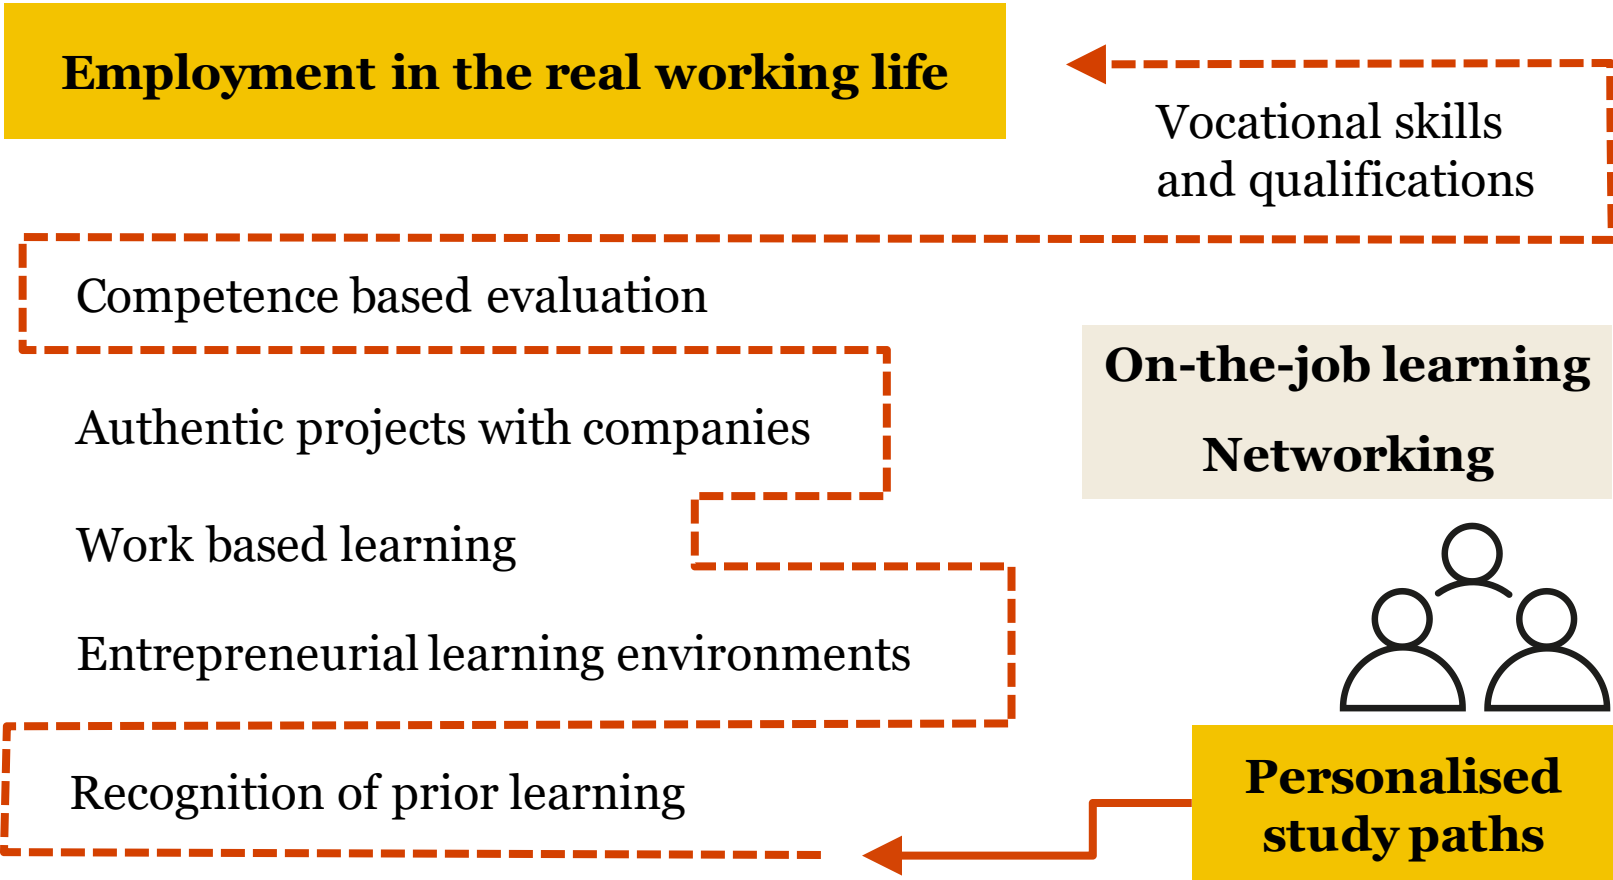 Employment in the real working life
Vocational skills
and qualifications
Competence based evaluation
On-the-job learning
Networking
Authentic projects with companies
Work based learning
Entrepreneurial learning environments
Recognition of prior learning
Personalised
study paths